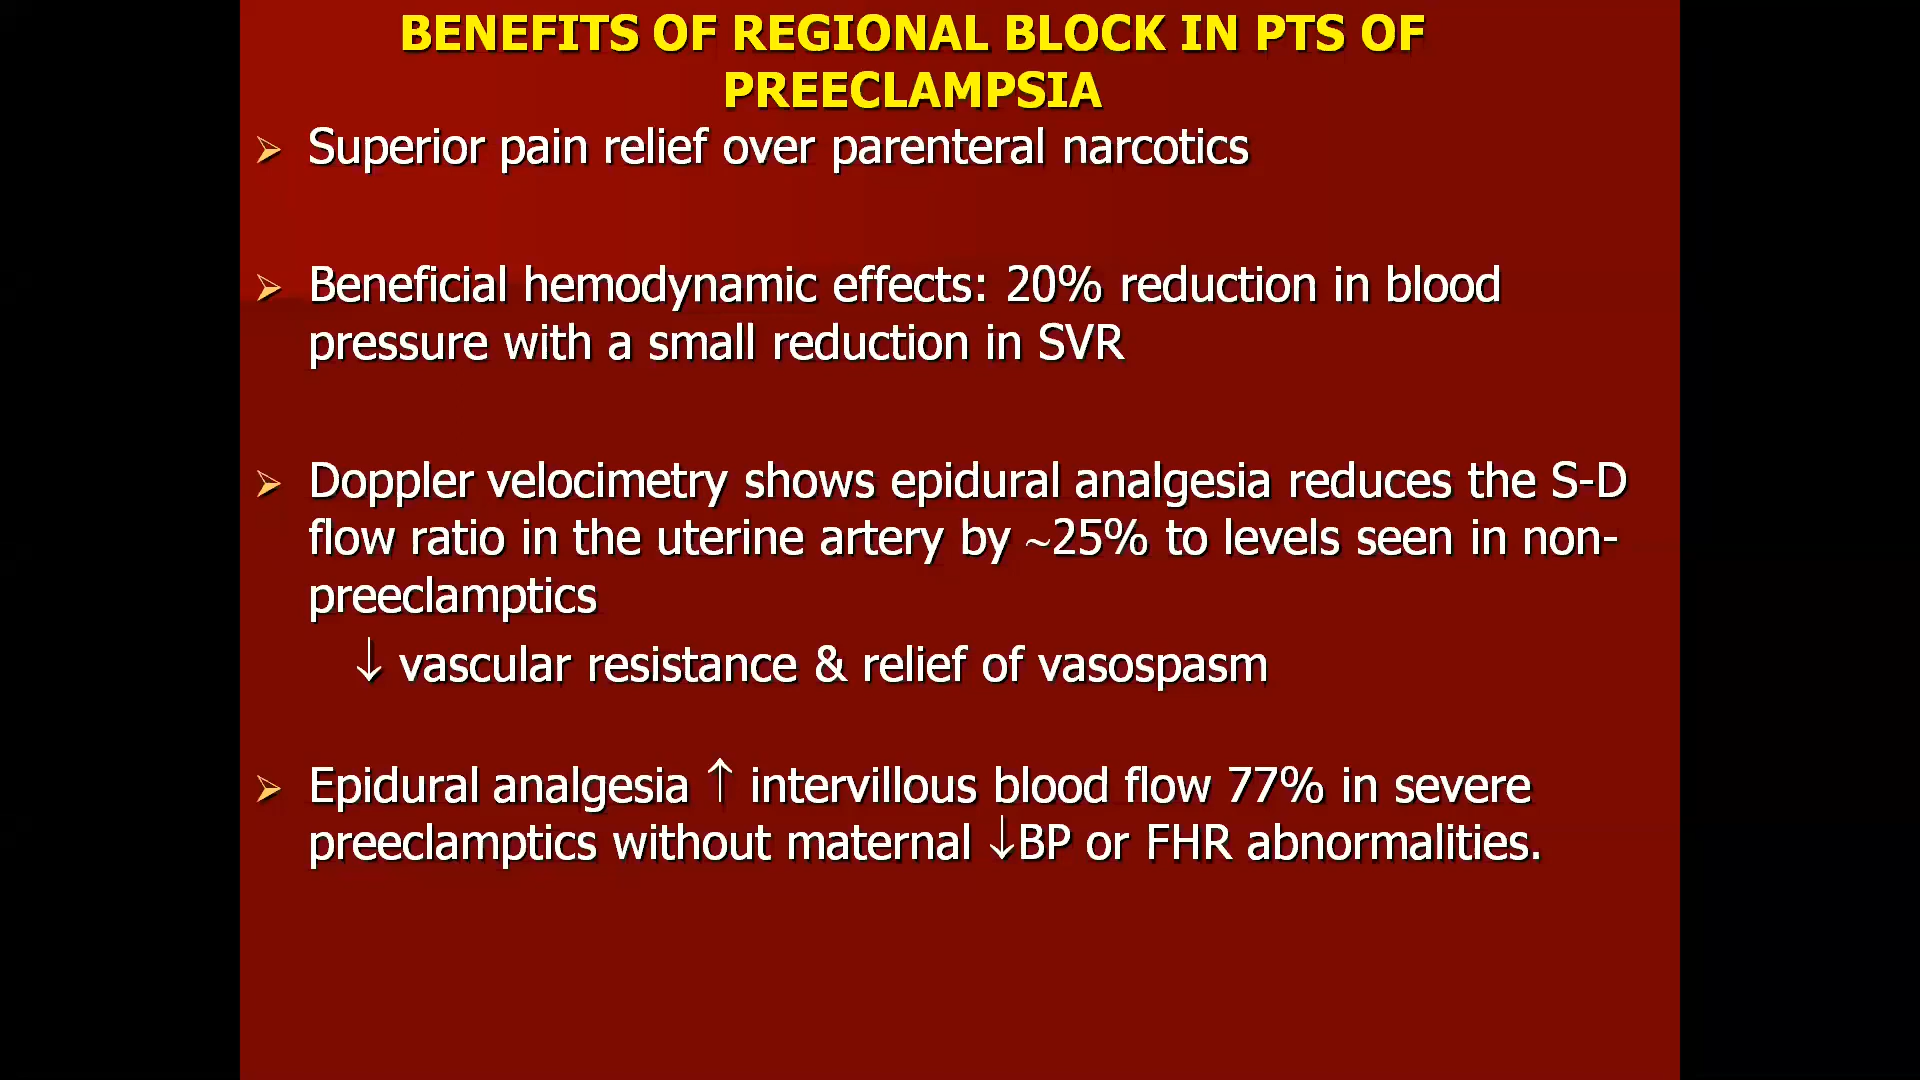 BENEFITS OF REGIONAL BLOCK IN PTS OF
PREECLAMPSIA
➢ Superior pain relief over parenteral narcotics
➢ Beneficial hemodynamic effects: 20% reduction in blood
pressure with a small reduction in SVR
➢ Doppler velocimetry shows epidural analgesia reduces the S-D
flow ratio in the uterine artery by ~25% to levels seen in non-
preeclamptics
↓ vascular resistance & relief of vasospasm
➢ Epidural analgesia ↑ intervillous blood flow 77% in severe
preeclamptics without maternal ↓BP or FHR abnormalities.